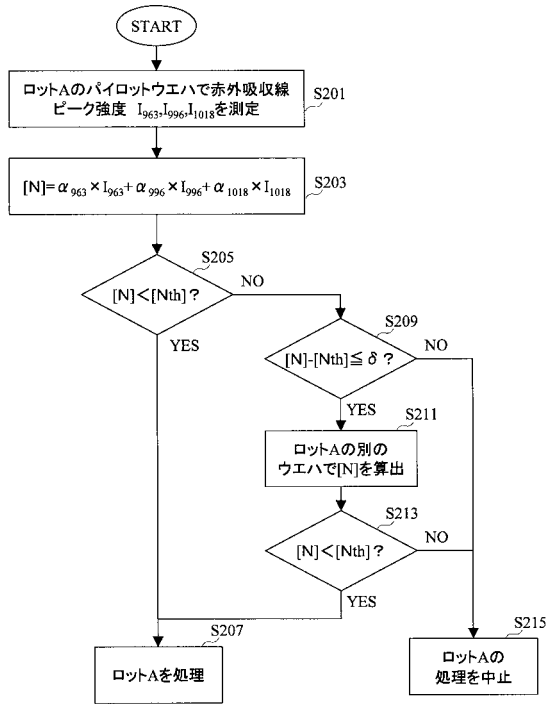 START
ロットAのパイロットウエハで赤外吸収線
ピーク強度 I963,I996,I1018を測定
S201
[N]=α963×I963+α996×I996+α1018×I1018
S203
S205
[N]<[Nth]?
NO
YES
S209
[N]-[Nth]≦δ?
NO
YES
S211
ロットAの別の
ウエハで[N]を算出
S213
[N]<[Nth]?
NO
YES
S207
ロットAを処理
S215
ロットAの
処理を中止